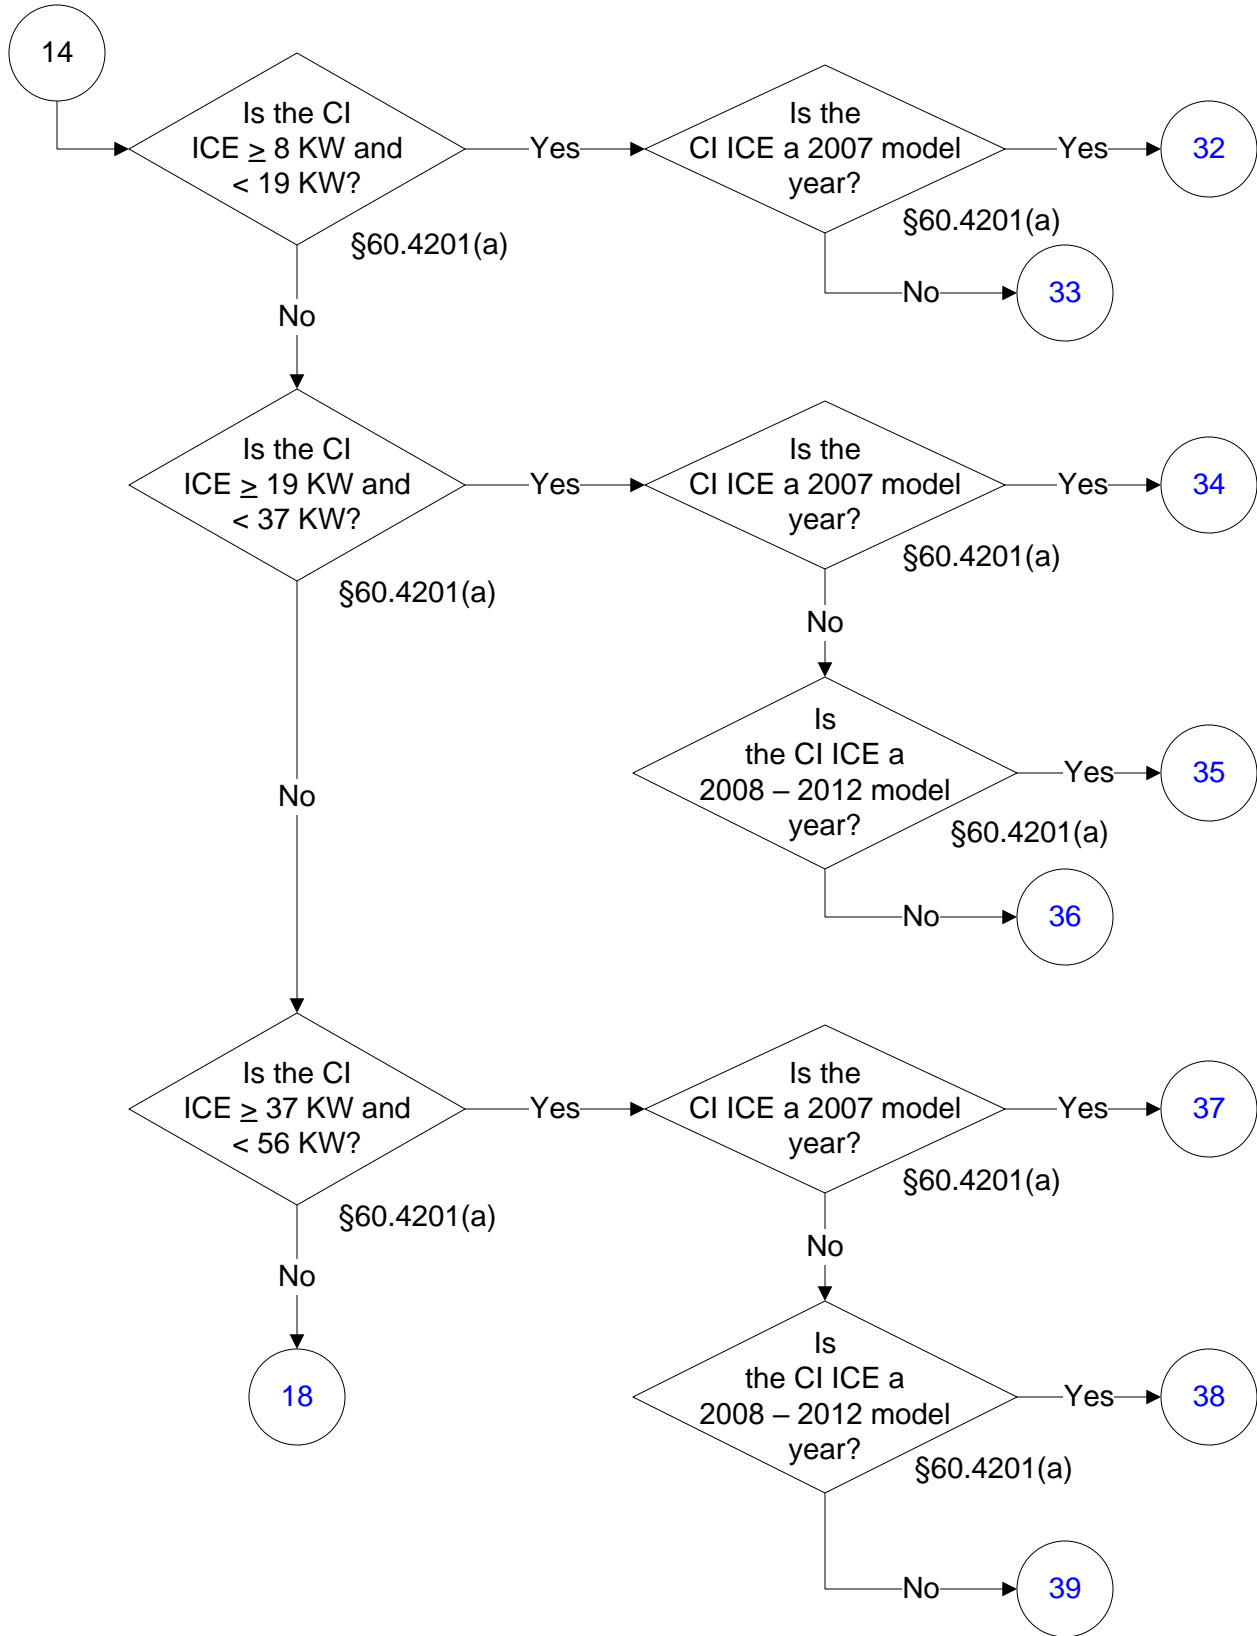 14
Is the CI
ICE ≥ 8 KW and
< 19 KW?
§60.4201(a)
Yes
Is the
CI ICE a 2007 model
year?
§60.4201(a)
Yes
32
No
33
No
Is the CI
ICE ≥ 19 KW and
< 37 KW?
§60.4201(a)
Yes
Is the
CI ICE a 2007 model
year?
§60.4201(a)
Yes
34
No
Is
the CI ICE a
2008 – 2012 model
year?
§60.4201(a)
Yes
35
No
36
No
Is the CI
ICE ≥ 37 KW and
< 56 KW?
§60.4201(a)
Yes
Is the
CI ICE a 2007 model
year?
§60.4201(a)
Yes
37
No
Is
the CI ICE a
2008 – 2012 model
year?
§60.4201(a)
Yes
38
No
39
No
18